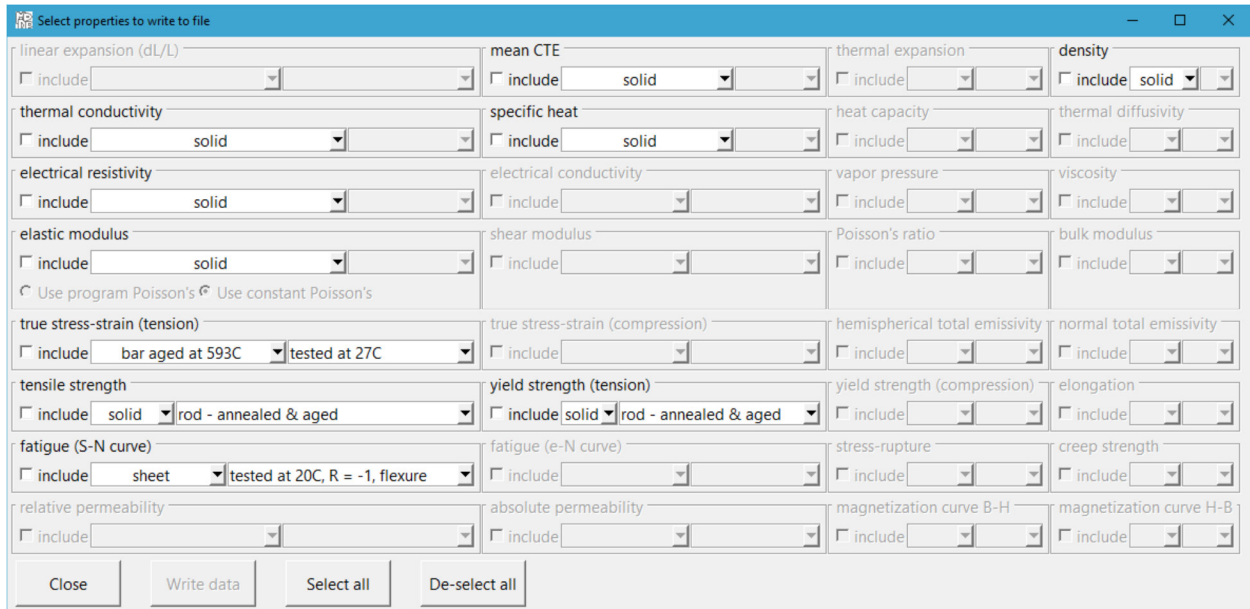 Select properties to write to file
linear expansion (dL/L) mean CTE thermal expansion density
include include solid include include solid
thermal conductivity specific heat heat capacity thermal diffusivity
include solid include solid include include
electrical resistivity electrical conductivity vapor pressure viscosity
include solid include include include
elastic modulus shear modulus Poisson's ratio bulk modulus
include solid include include include
Use program Poisson's Use constant Poisson's
true stress-strain (tension) true stress-strain (compression) hemispherical total emissivity normal total emissivity
include bar aged at 593C tested at 27C include include include
tensile strength yield strength (tension) yield strength (compression) elongation
include solid rod - annealed & aged include solid rod - annealed & aged include include
fatigue (S-N curve) fatigue (e-N curve) stress-rupture creep strength
include sheet tested at 20C, R = -1, flexure include include include
relative permeability absolute permeability magnetization curve B-H magnetization curve H-B
include include include include
Close Write data Select all De-select all